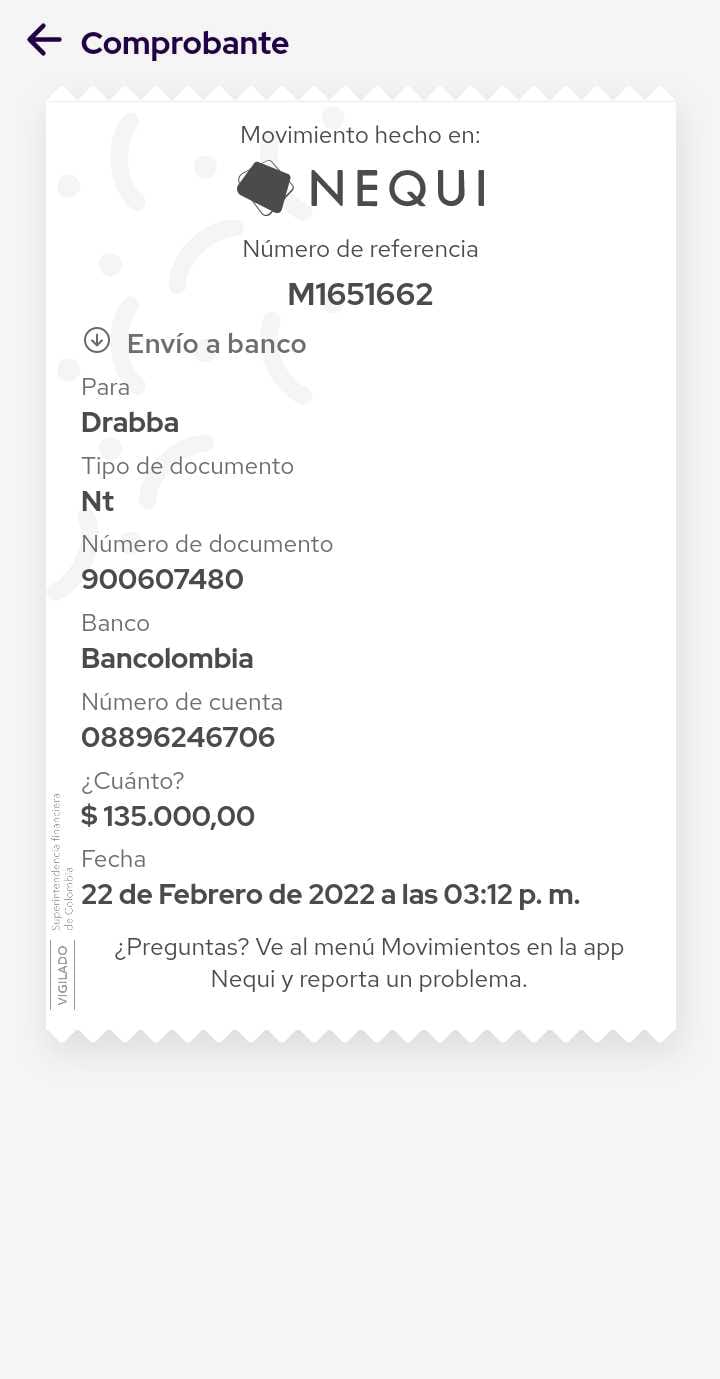 Comprobante
Movimiento hecho en:
NEQUI
Número de referencia
M1651662
Envío a banco
Para
Drabba
Tipo de documento
Nt
Número de documento
900607480
Banco
Bancolombia
Número de cuenta
08896246706
¿Cuánto?
$ 135.000,00
Fecha
22 de Febrero de 2022 a las 03:12 p. m.
¿Preguntas? Ve al menú Movimientos en la app
Nequi y reporta un problema.
VIGILADO
Superintendencia financiera
de Colombia